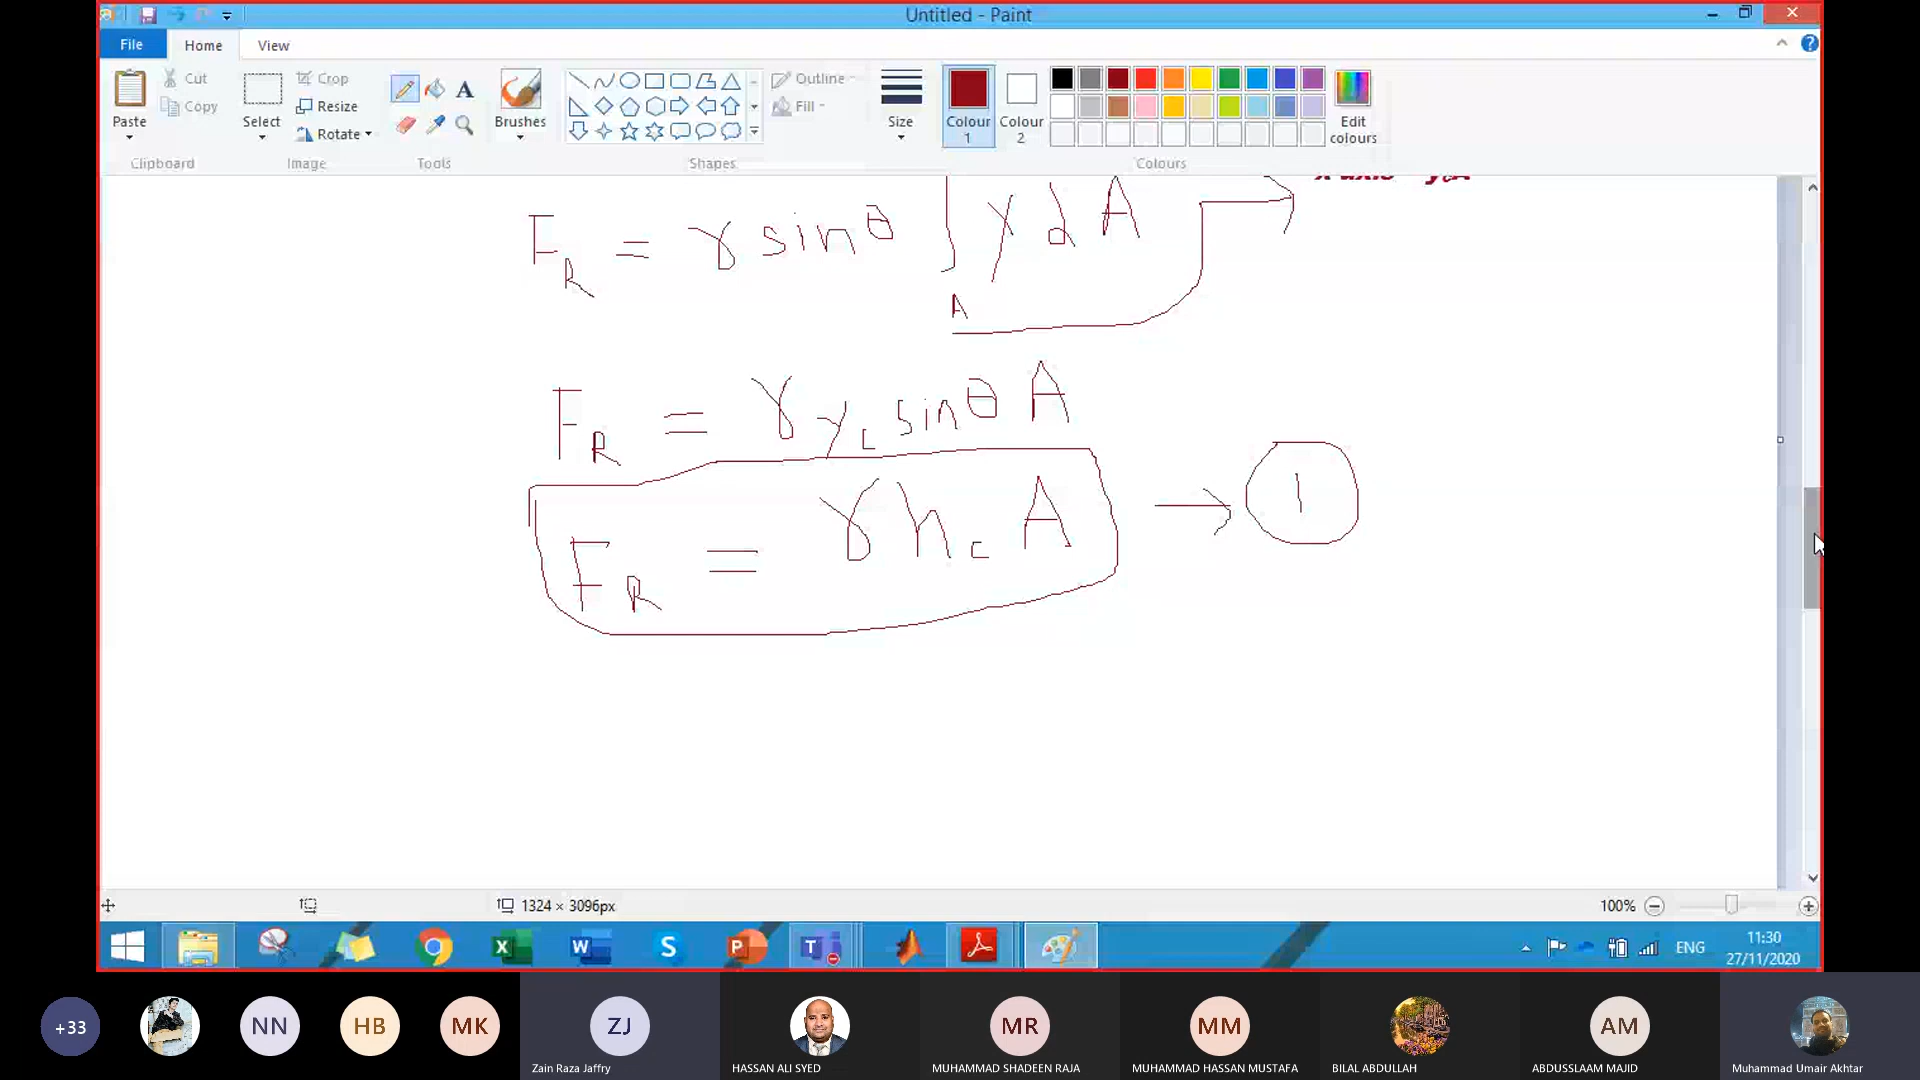 Untitled - Paint
File Home View
Paste
Cut
Copy
Clipboard
Select
Crop
Resize
Rotate
Image
Tools
Brushes
Shapes
Outline
Fill
Size
Colour 1
Colour 2
Edit colours
Colours
x-axis y_cA
F_R = γ sinθ ∫_A y dA
F_R = γ y_c sinθ A
F_R = γ h_c A → 1
1324 × 3096px
100%
ENG
11:30
27/11/2020
+33
NN
HB
MK
ZJ
Zain Raza Jaffry
HASSAN ALI SYED
MR
MUHAMMAD SHADEEN RAJA
MM
MUHAMMAD HASSAN MUSTAFA
BILAL ABDULLAH
AM
ABDUSSLAAM MAJID
Muhammad Umair Akhtar